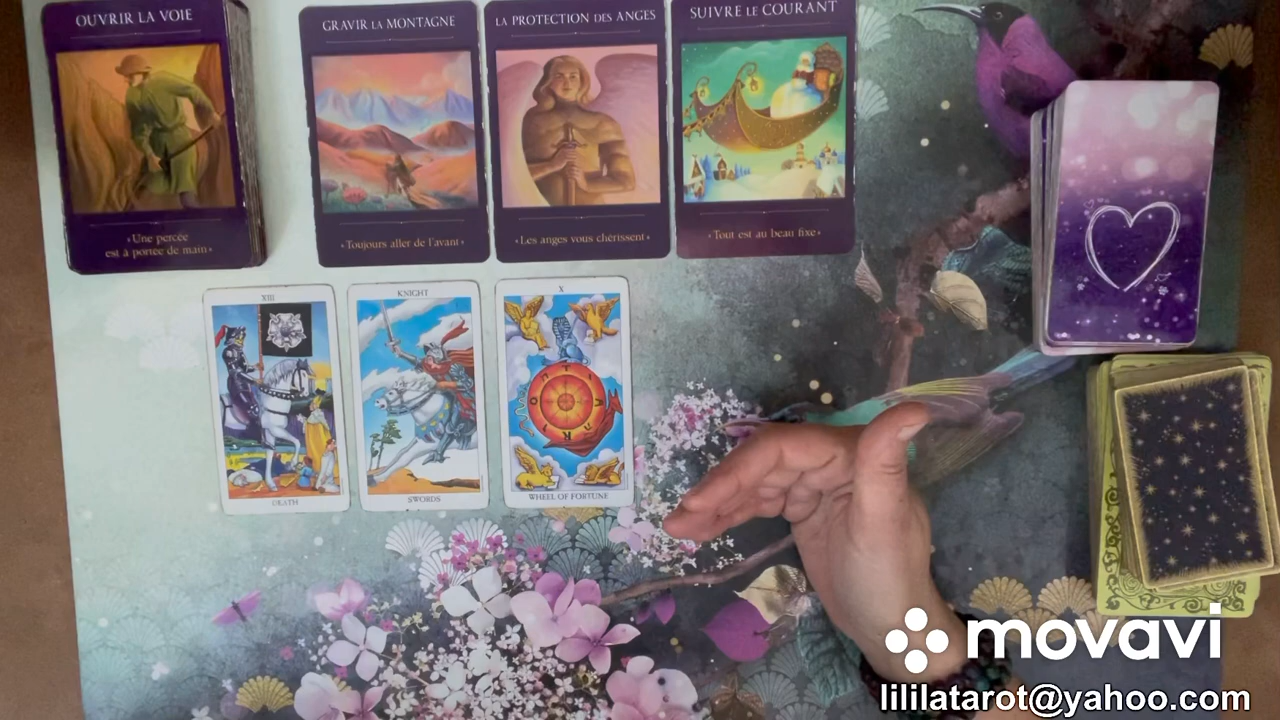 OUVRIR LA VOIE
«Une percée
est à portée de main»
GRAVIR LA MONTAGNE
«Toujours aller de l'avant»
LA PROTECTION DES ANGES
«Les anges vous chérissent»
SUIVRE LE COURANT
«Tout est au beau fixe»
XIII
DEATH
KNIGHT
SWORDS
X
WHEEL OF FORTUNE
movavi
lililatarot@yahoo.com